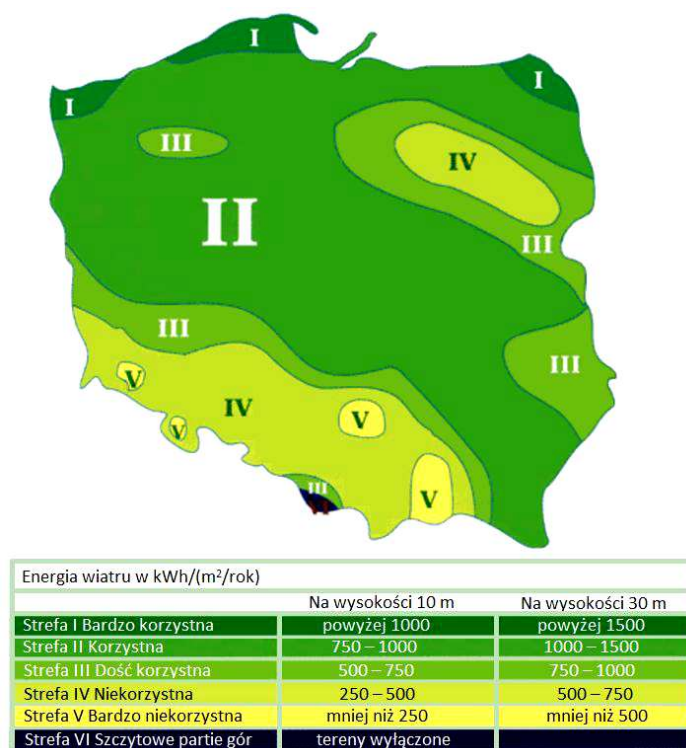 I
I
I
III
IV
II
III
III
III
V
IV
V
V
III
VI
V
Energia wiatru w kWh/(m²/rok)
Na wysokości 10 m Na wysokości 30 m
Strefa I Bardzo korzystna powyżej 1000 powyżej 1500
Strefa II Korzystna 750 – 1000 1000 – 1500
Strefa III Dość korzystna 500 – 750 750 – 1000
Strefa IV Niekorzystna 250 – 500 500 – 750
Strefa V Bardzo niekorzystna mniej niż 250 mniej niż 500
Strefa VI Szczytowe partie gór tereny wyłączone